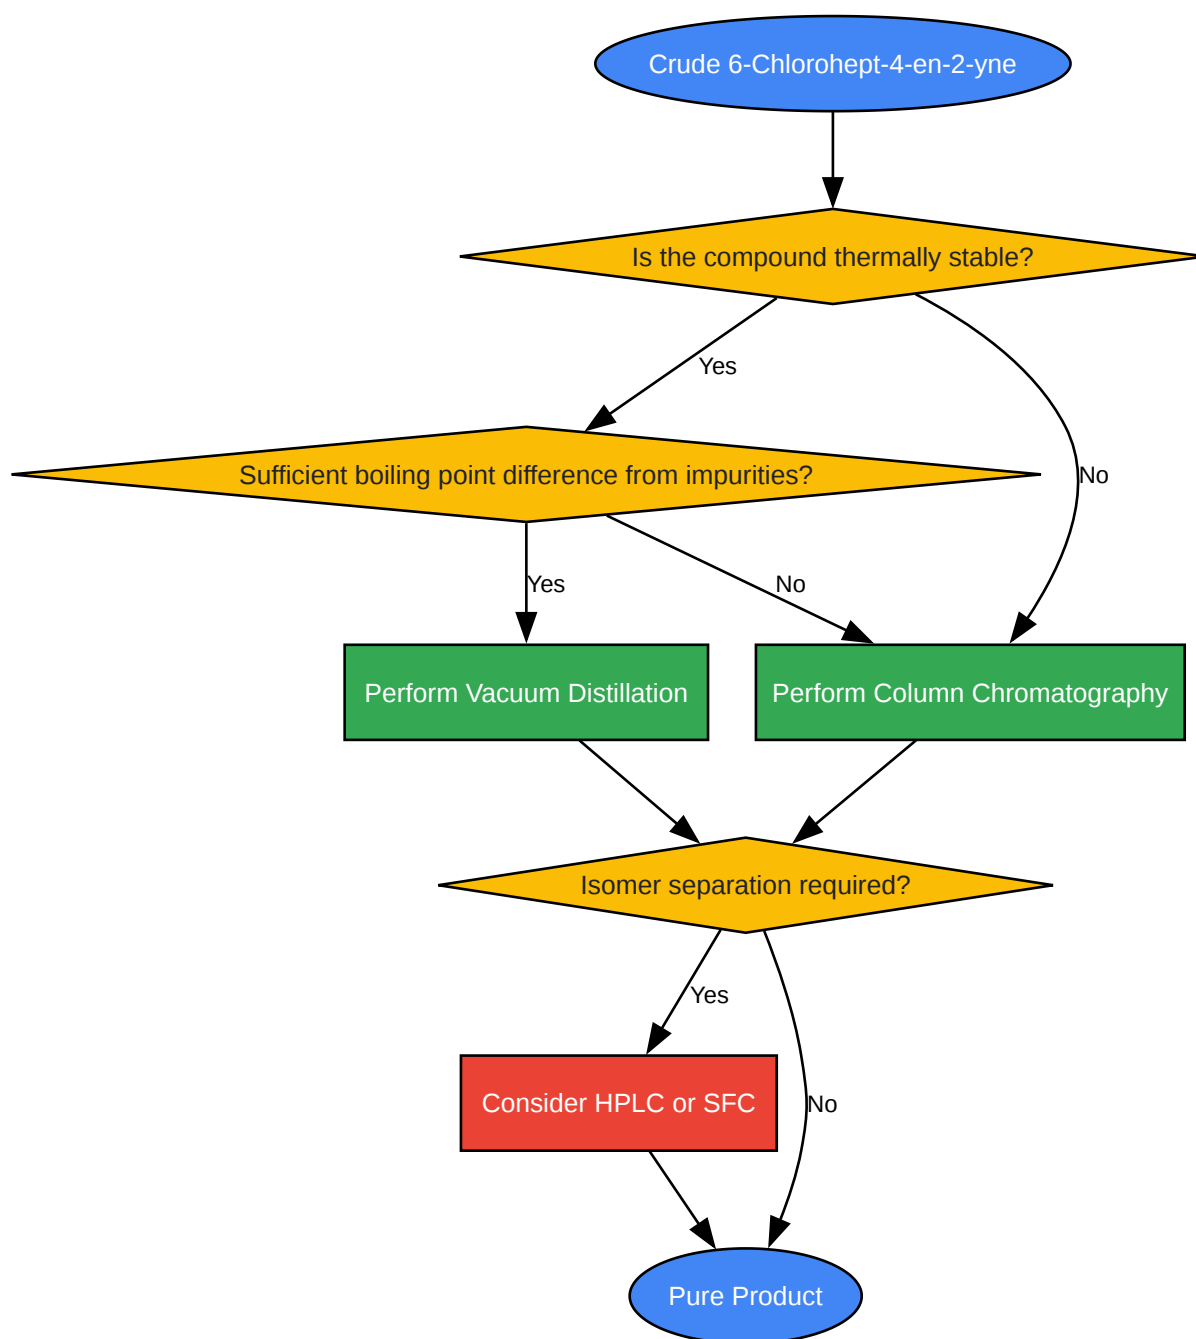 Crude 6-Chlorohept-4-en-2-yne
Is the compound thermally stable?
Yes
Sufficient boiling point difference from impurities?
No
Yes
No
Perform Vacuum Distillation
Perform Column Chromatography
Isomer separation required?
Yes
Consider HPLC or SFC
No
Pure Product